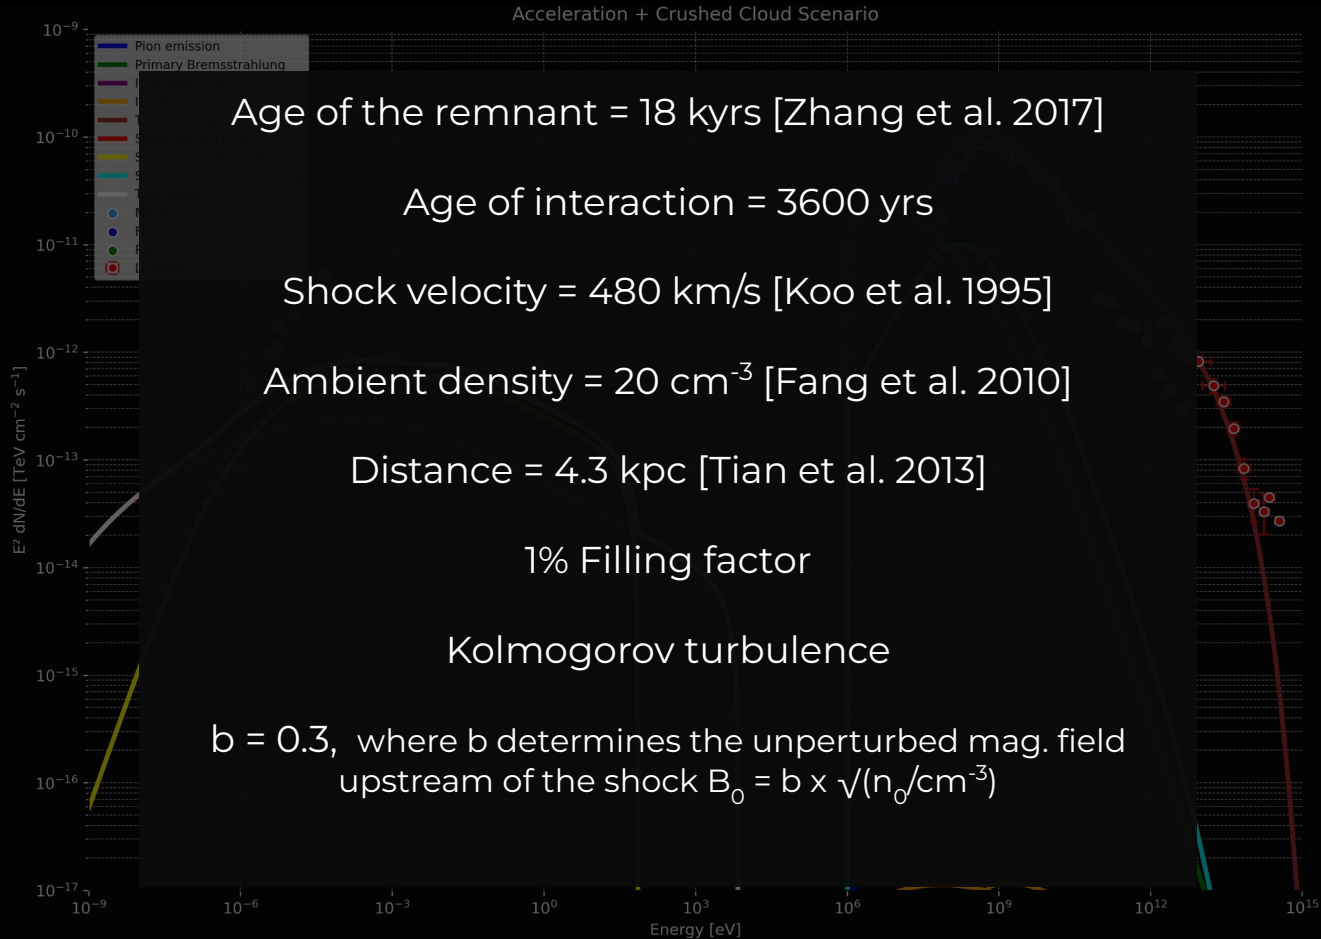 Acceleration + Crushed Cloud Scenario
10⁻⁹
Pion emission
Primary Bremsstrahlung
Age of the remnant = 18 kyrs [Zhang et al. 2017]
10⁻¹⁰
Age of interaction = 3600 yrs
10⁻¹¹
Shock velocity = 480 km/s [Koo et al. 1995]
10⁻¹²
Ambient density = 20 cm⁻³ [Fang et al. 2010]
E² dN/dE [TeV cm⁻² s⁻¹]
10⁻¹³
Distance = 4.3 kpc [Tian et al. 2013]
1% Filling factor
10⁻¹⁴
Kolmogorov turbulence
10⁻¹⁵
b = 0.3, where b determines the unperturbed mag. field
upstream of the shock B₀ = b x √(n₀/cm⁻³)
10⁻¹⁶
10⁻¹⁷
10⁻⁹ 10⁻⁶ 10⁻³ 10⁰ 10³ 10⁶ 10⁹ 10¹² 10¹⁵
Energy [eV]